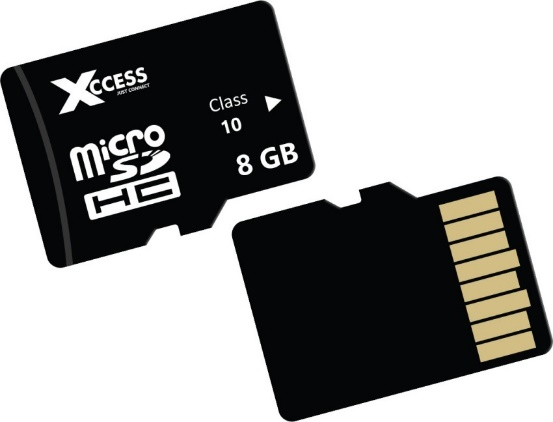 XCCESS
JUST CONNECT
Class
10
8 GB
micro
SD
HC